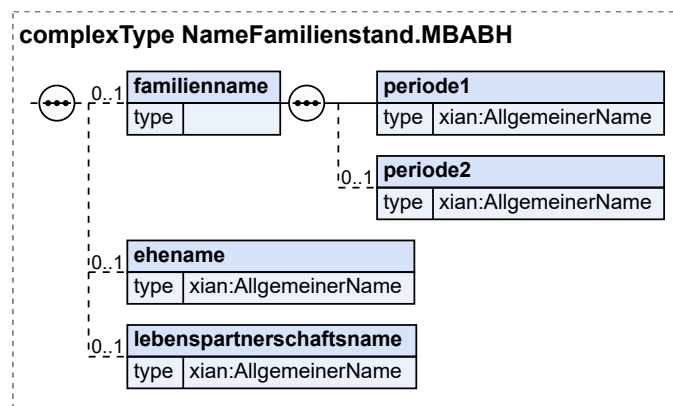 complexType NameFamilienstand.MBABH
0..1
familienname
type
periode1
type xian:AllgemeinerName
0..1
periode2
type xian:AllgemeinerName
0..1
ehename
type xian:AllgemeinerName
0..1
lebenspartnerschaftsname
type xian:AllgemeinerName